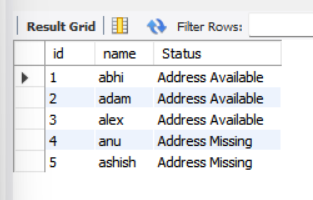 Result Grid Filter Rows:
id name Status
1 abhi Address Available
2 adam Address Available
3 alex Address Available
4 anu Address Missing
5 ashish Address Missing